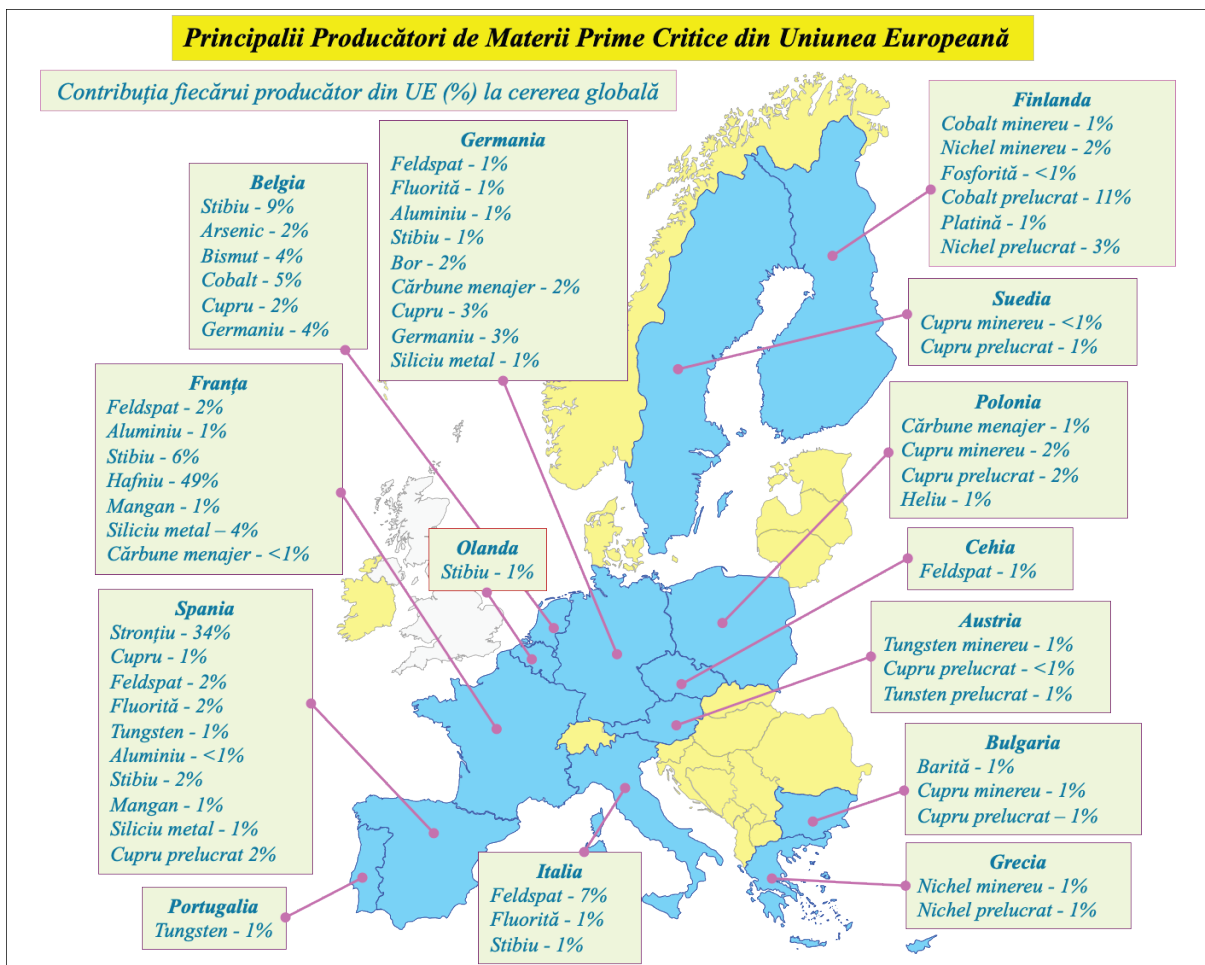 Principalii Producători de Materii Prime Critice din Uniunea Europeană
Contribuția fiecărui producător din UE (%) la cererea globală
Germania
Feldspat - 1%
Fluorită - 1%
Aluminiu - 1%
Stibiu - 1%
Bor - 2%
Cărbune menajer - 2%
Cupru - 3%
Germaniu - 3%
Siliciu metal - 1%
Finlanda
Cobalt minereu - 1%
Nichel minereu - 2%
Fosforită - <1%
Cobalt prelucrat - 11%
Platină - 1%
Nichel prelucrat - 3%
Belgia
Stibiu - 9%
Arsenic - 2%
Bismut - 4%
Cobalt - 5%
Cupru - 2%
Germaniu - 4%
Suedia
Cupru minereu - <1%
Cupru prelucrat - 1%
Franța
Feldspat - 2%
Aluminiu - 1%
Stibiu - 6%
Hafniu - 49%
Mangan - 1%
Siliciu metal – 4%
Cărbune menajer - <1%
Polonia
Cărbune menajer - 1%
Cupru minereu - 2%
Cupru prelucrat - 2%
Heliu - 1%
Olanda
Stibiu - 1%
Cehia
Feldspat - 1%
Spania
Stronțiu - 34%
Cupru - 1%
Feldspat - 2%
Fluorită - 2%
Tungsten - 1%
Aluminiu - <1%
Stibiu - 2%
Mangan - 1%
Siliciu metal - 1%
Cupru prelucrat 2%
Austria
Tungsten minereu - 1%
Cupru prelucrat - <1%
Tunsten prelucrat - 1%
Bulgaria
Barită - 1%
Cupru minereu - 1%
Cupru prelucrat – 1%
Italia
Feldspat - 7%
Fluorită - 1%
Stibiu - 1%
Grecia
Nichel minereu - 1%
Nichel prelucrat - 1%
Portugalia
Tungsten - 1%